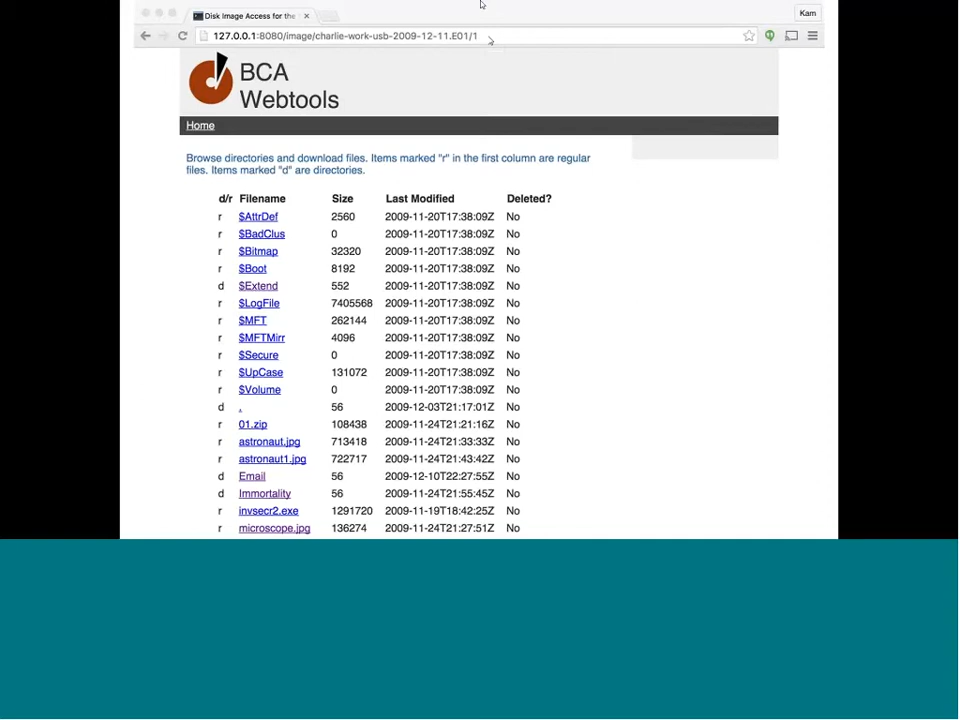 Disk Image Access for the
Kam
127.0.0.1:8080/image/charlie-work-usb-2009-12-11.E01/1
BCA
Webtools
Home
Browse directories and download files. Items marked "r" in the first column are regular
files. Items marked "d" are directories.
d/r Filename Size Last Modified Deleted?
r $AttrDef 2560 2009-11-20T17:38:09Z No
r $BadClus 0 2009-11-20T17:38:09Z No
r $Bitmap 32320 2009-11-20T17:38:09Z No
r $Boot 8192 2009-11-20T17:38:09Z No
d $Extend 552 2009-11-20T17:38:09Z No
r $LogFile 7405568 2009-11-20T17:38:09Z No
r $MFT 262144 2009-11-20T17:38:09Z No
r $MFTMirr 4096 2009-11-20T17:38:09Z No
r $Secure 0 2009-11-20T17:38:09Z No
r $UpCase 131072 2009-11-20T17:38:09Z No
r $Volume 0 2009-11-20T17:38:09Z No
d . 56 2009-12-03T21:17:01Z No
r 01.zip 108438 2009-11-24T21:21:16Z No
r astronaut.jpg 713418 2009-11-24T21:33:33Z No
r astronaut1.jpg 722717 2009-11-24T21:43:42Z No
d Email 56 2009-12-10T22:27:55Z No
d Immortality 56 2009-11-24T21:55:45Z No
r invsecr2.exe 1291720 2009-11-19T18:42:25Z No
r microscope.jpg 136274 2009-11-24T21:27:51Z No